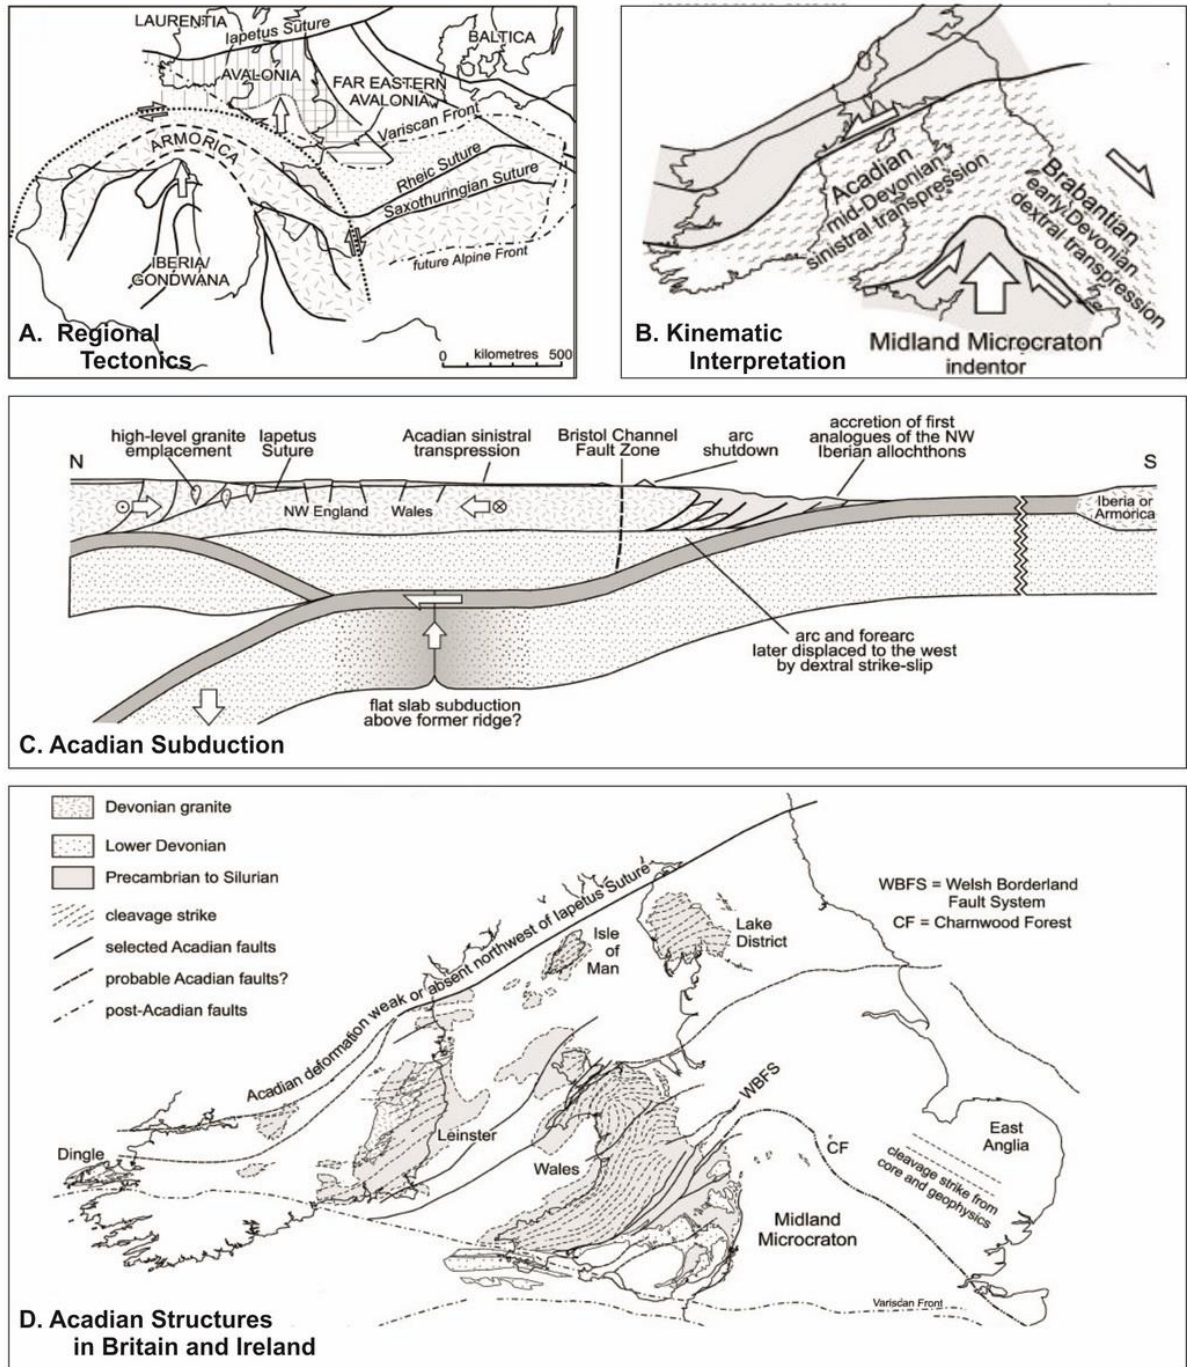 LAURENTIA
Iapetus Suture
BALTICA
AVALONIA
FAR EASTERN
AVALONIA
Variscan Front
ARMORICA
Rheic Suture
Saxothuringian Suture
IBERIA/
GONDWANA
future Alpine Front
A. Regional
Tectonics
0 kilometres 500
Acadian
mid-Devonian
sinistral transpression
Brabantian
early Devonian
dextral transpression
B. Kinematic
Interpretation
Midland Microcraton
indentor
high-level granite
emplacement
Iapetus
Suture
Acadian sinistral
transpression
Bristol Channel
Fault Zone
arc
shutdown
accretion of first
analogues of the NW
Iberian allochthons
N
S
NW England
Wales
Iberia or
Armorica
arc and forearc
later displaced to the west
by dextral strike-slip
flat slab subduction
above former ridge?
C. Acadian Subduction
Devonian granite
Lower Devonian
Precambrian to Silurian
cleavage strike
selected Acadian faults
probable Acadian faults?
post-Acadian faults
WBFS = Welsh Borderland
Fault System
CF = Charnwood Forest
Acadian deformation weak or absent northwest of Iapetus Suture
Isle
of
Man
Lake
District
Dingle
Leinster
Wales
WBFS
CF
East
Anglia
cleavage strike from
core and geophysics
Midland
Microcraton
Variscan Front
D. Acadian Structures
in Britain and Ireland